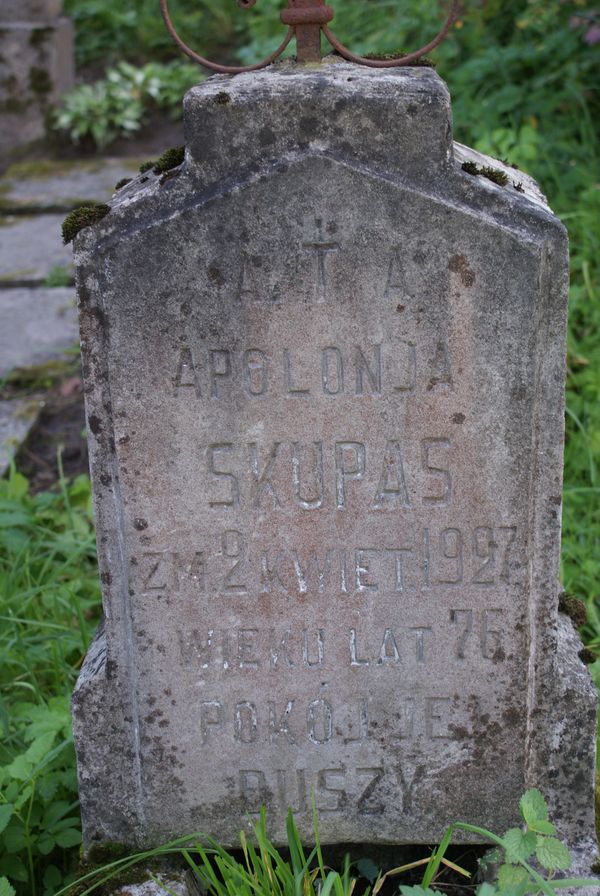 A. † A
APOLONJA
SKUPAS
ZM. 2 KWIET. 1927
WIEKU LAT 76
POKÓJ JEJ
DUSZY